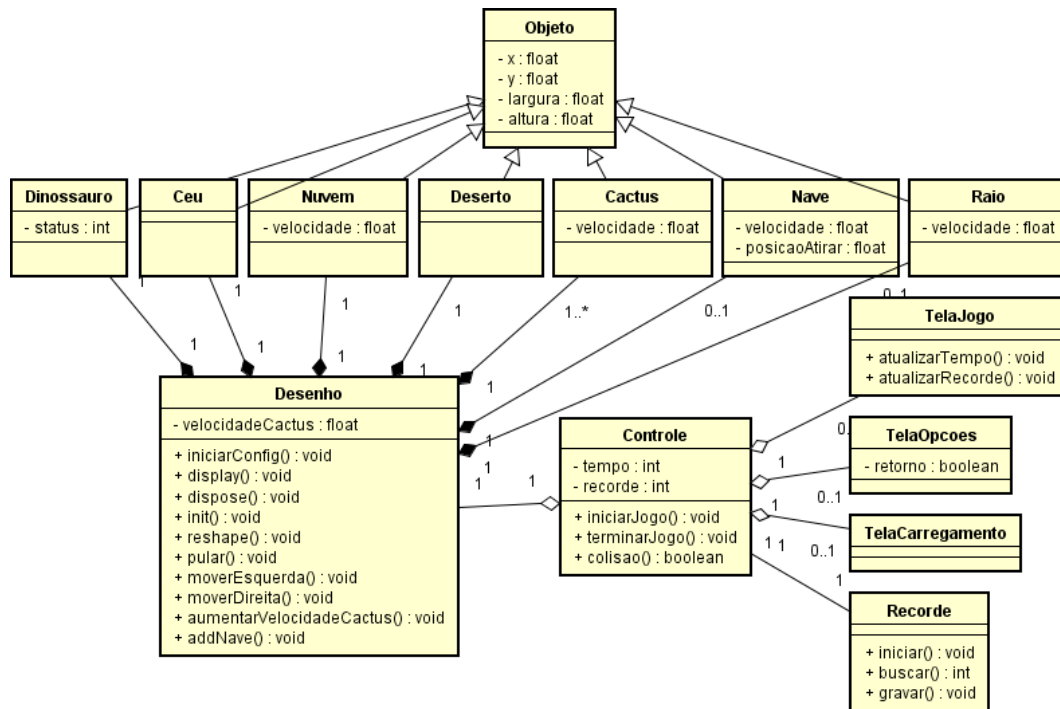 Objeto
- x : float
- y : float
- largura : float
- altura : float
Dinossauro
- status : int
Ceu
Nuvem
- velocidade : float
Deserto
Cactus
- velocidade : float
Nave
- velocidade : float
- posicaoAtirar : float
Raio
- velocidade : float
1
1
1
1
1..*
0..1
0..1
1
1
1
1
1
1
1
Desenho
- velocidadeCactus : float
+ iniciarConfig() : void
+ display() : void
+ dispose() : void
+ init() : void
+ reshape() : void
+ pular() : void
+ moverEsquerda() : void
+ moverDireita() : void
+ aumentarVelocidadeCactus() : void
+ addNave() : void
1
1
Controle
- tempo : int
- recorde : int
+ iniciarJogo() : void
+ terminarJogo() : void
+ colisao() : boolean
TelaJogo
+ atualizarTempo() : void
+ atualizarRecorde() : void
1
TelaOpcoes
- retorno : boolean
1
0..1
TelaCarregamento
1
0..1
1
1
Recorde
+ iniciar() : void
+ buscar() : int
+ gravar() : void